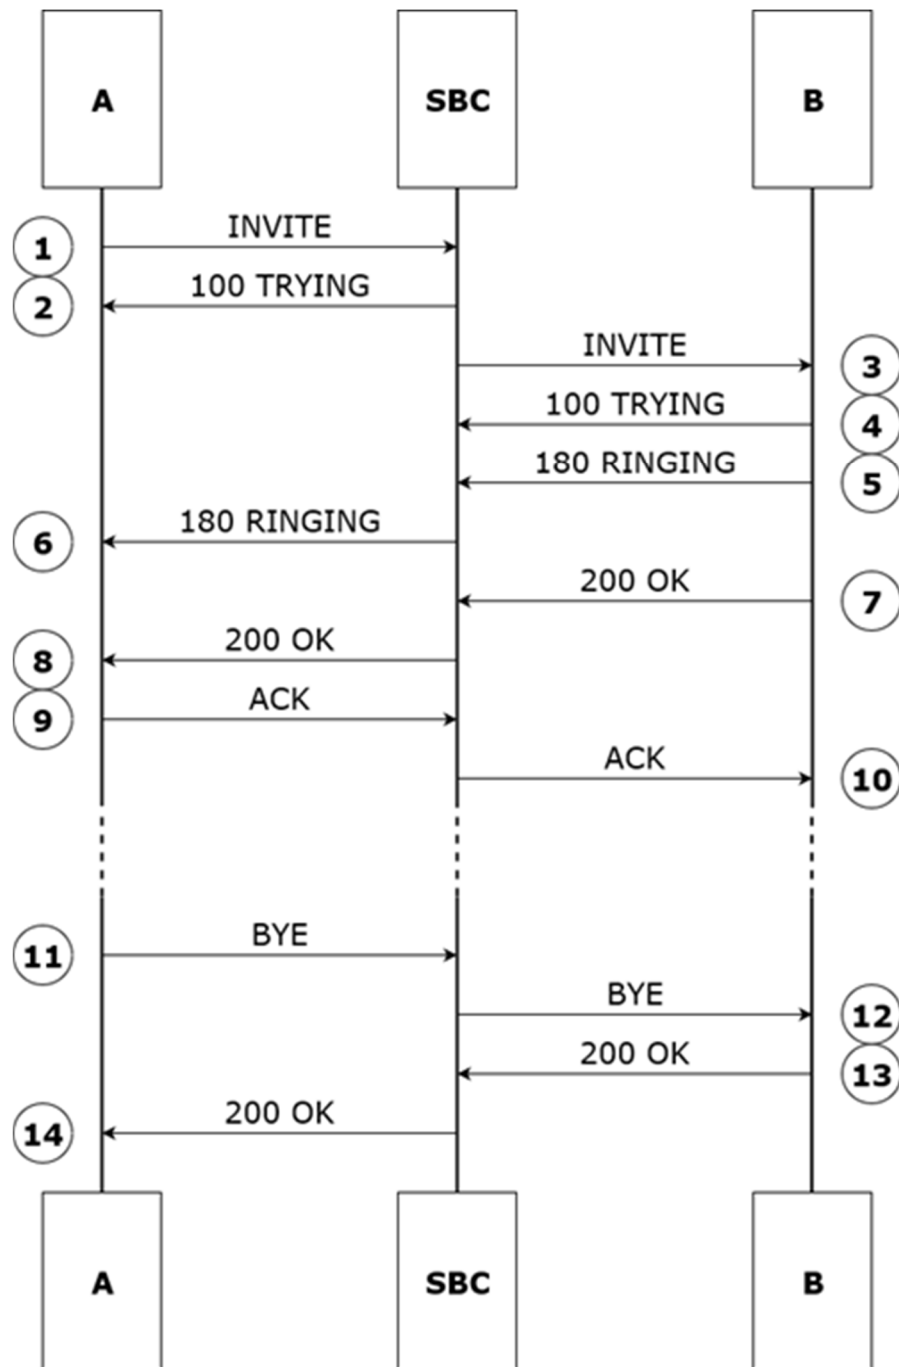 A SBC B
INVITE
1
100 TRYING
2
INVITE
3
100 TRYING
4
180 RINGING
5
180 RINGING
6
200 OK
7
200 OK
8
ACK
9
ACK
10
BYE
11
BYE
12
200 OK
13
200 OK
14
A SBC B